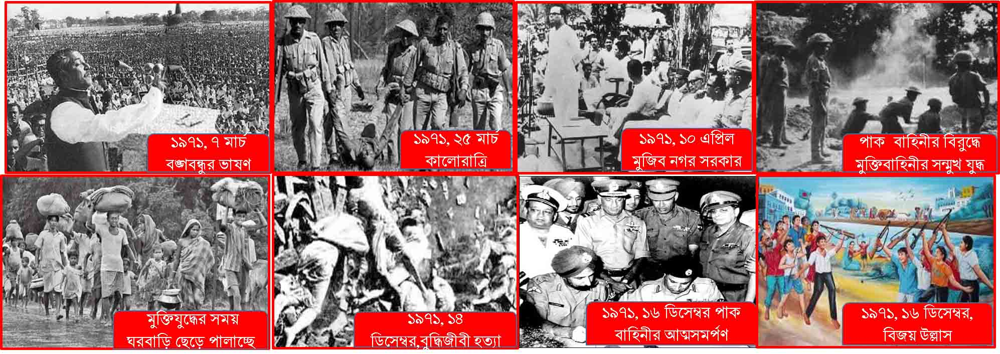 ১৯৭১, ৭ মার্চ
বঙ্গবন্ধুর ভাষণ
১৯৭১, ২৫ মার্চ
কালোরাত্রি
১৯৭১, ১০ এপ্রিল
মুজিব নগর সরকার
পাক বাহিনীর বিরুদ্ধে
মুক্তিবাহিনীর সন্মুখ যুদ্ধ
মুক্তিযুদ্ধের সময়
ঘরবাড়ি ছেড়ে পালাচ্ছে
১৯৭১, ১৪
ডিসেম্বর,বুদ্ধিজীবী হত্যা
১৯৭১, ১৬ ডিসেম্বর পাক
বাহিনীর আত্মসমর্পণ
১৯৭১, ১৬ ডিসেম্বর,
বিজয় উল্লাস